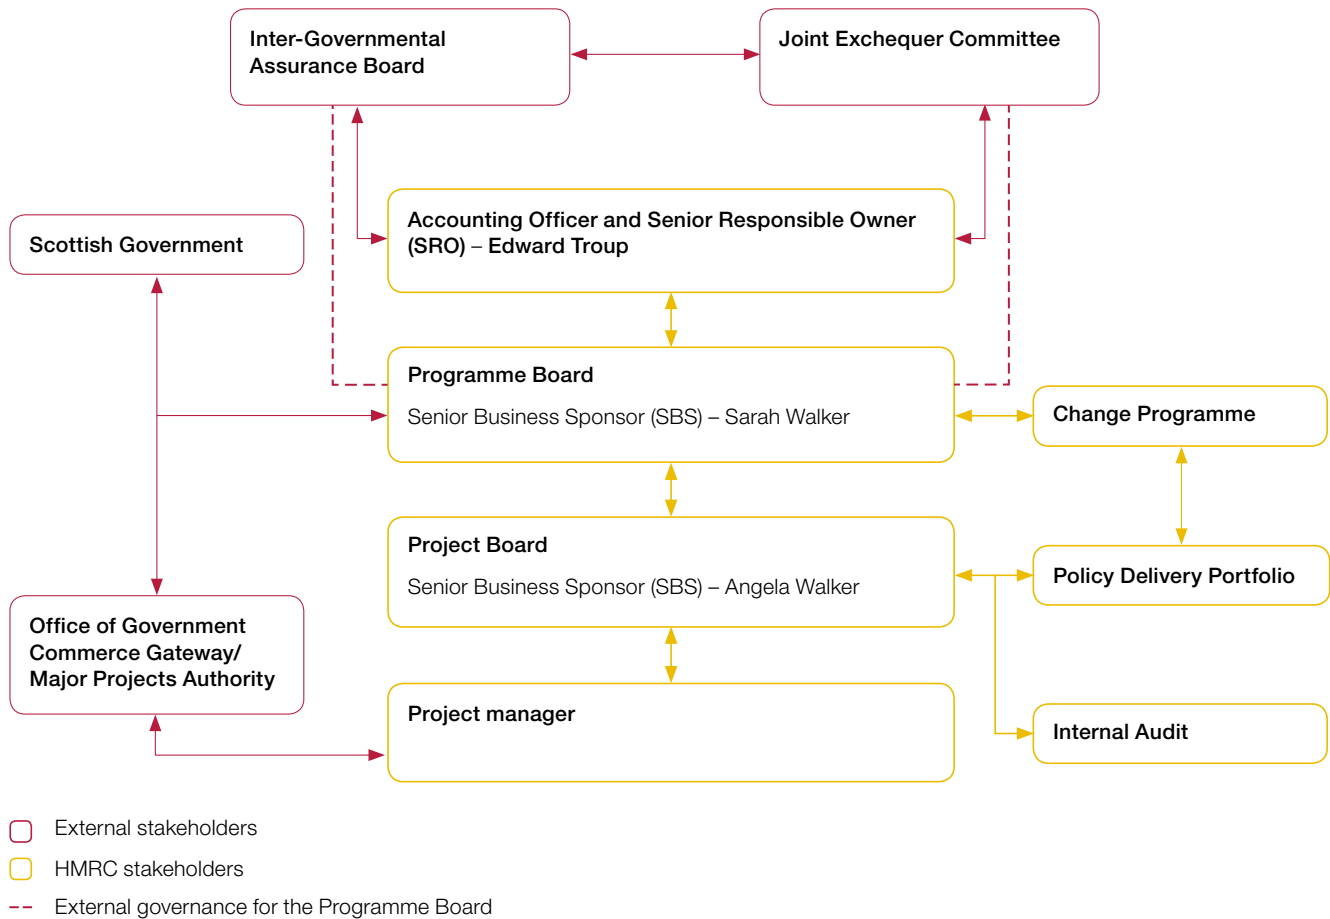 Inter-Governmental
Assurance Board
Joint Exchequer Committee
Accounting Officer and Senior Responsible Owner
(SRO) – Edward Troup
Scottish Government
Programme Board
Senior Business Sponsor (SBS) – Sarah Walker
Change Programme
Project Board
Senior Business Sponsor (SBS) – Angela Walker
Policy Delivery Portfolio
Office of Government
Commerce Gateway/
Major Projects Authority
Project manager
Internal Audit
External stakeholders
HMRC stakeholders
External governance for the Programme Board